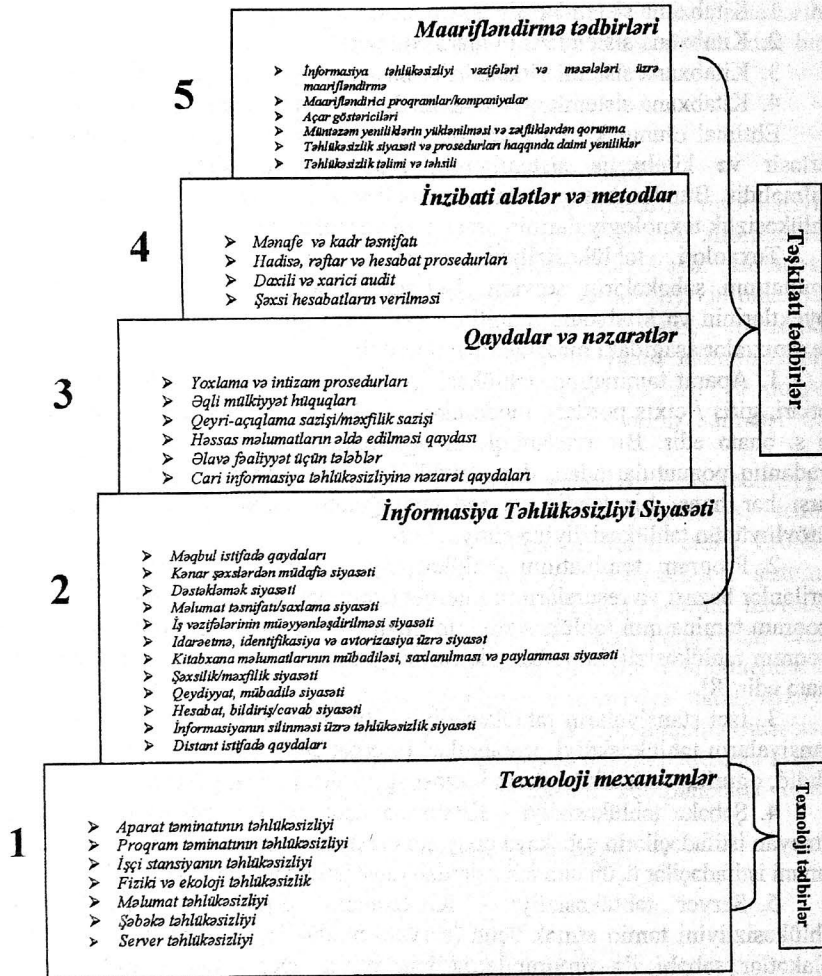 Maarifləndirmə tədbirləri
5
➢ İnformasiya təhlükəsizliyi vəzifələri və məsələləri üzrə
maarifləndirmə
➢ Maarifləndirici proqramlar/kompaniyalar
➢ Açar göstəriciləri
➢ Müntəzəm yeniliklərin yüklənilməsi və zəifliklərdən qorunma
➢ Təhlükəsizlik siyasəti və prosedurları haqqında daimi yeniliklər
➢ Təhlükəsizlik təlimi və təhsili
İnzibati alətlər və metodlar
4
➢ Mənafe və kadr təsnifatı
➢ Hadisə, rəftar və hesabat prosedurları
➢ Daxili və xarici audit
➢ Şəxsi hesabatların verilməsi
Qaydalar və nəzarətlər
3
➢ Yoxlama və intizam prosedurları
➢ Əqli mülkiyyət hüquqları
➢ Qeyri-açıqlama sazişi/məxfilik sazişi
➢ Həssas məlumatların əldə edilməsi qaydası
➢ Əlavə fəaliyyət üçün tələblər
➢ Cari informasiya təhlükəsizliyinə nəzarət qaydaları
Təşkilatı tədbirlər
İnformasiya Təhlükəsizliyi Siyasəti
2
➢ Məqbul istifadə qaydaları
➢ Kənar şəxslərdən müdafiə siyasəti
➢ Dəstəkləmək siyasəti
➢ Məlumat təsnifatı/saxlama siyasəti
➢ İş vəzifələrinin müəyyənləşdirilməsi siyasəti
➢ Idarəetmə, identifikasiya və avtorizasiya üzrə siyasət
➢ Kitabxana məlumatlarının mübadiləsi, saxlanılması və paylanması siyasəti
➢ Şəxsilik/məxfilik siyasəti
➢ Qeydiyyat, mübadilə siyasəti
➢ Hesabat, bildiriş/cavab siyasəti
➢ İnformasiyanın silinməsi üzrə təhlükəsizlik siyasəti
➢ Distant istifadə qaydaları
Texnoloji mexanizmlər
1
➢ Aparat təminatının təhlükəsizliyi
➢ Proqram təminatının təhlükəsizliyi
➢ İşçi stansiyanın təhlükəsizliyi
➢ Fiziki və ekoloji təhlükəsizlik
➢ Məlumat təhlükəsizliyi
➢ Şəbəkə təhlükəsizliyi
➢ Server təhlükəsizliyi
Texnoloji tədbirlər